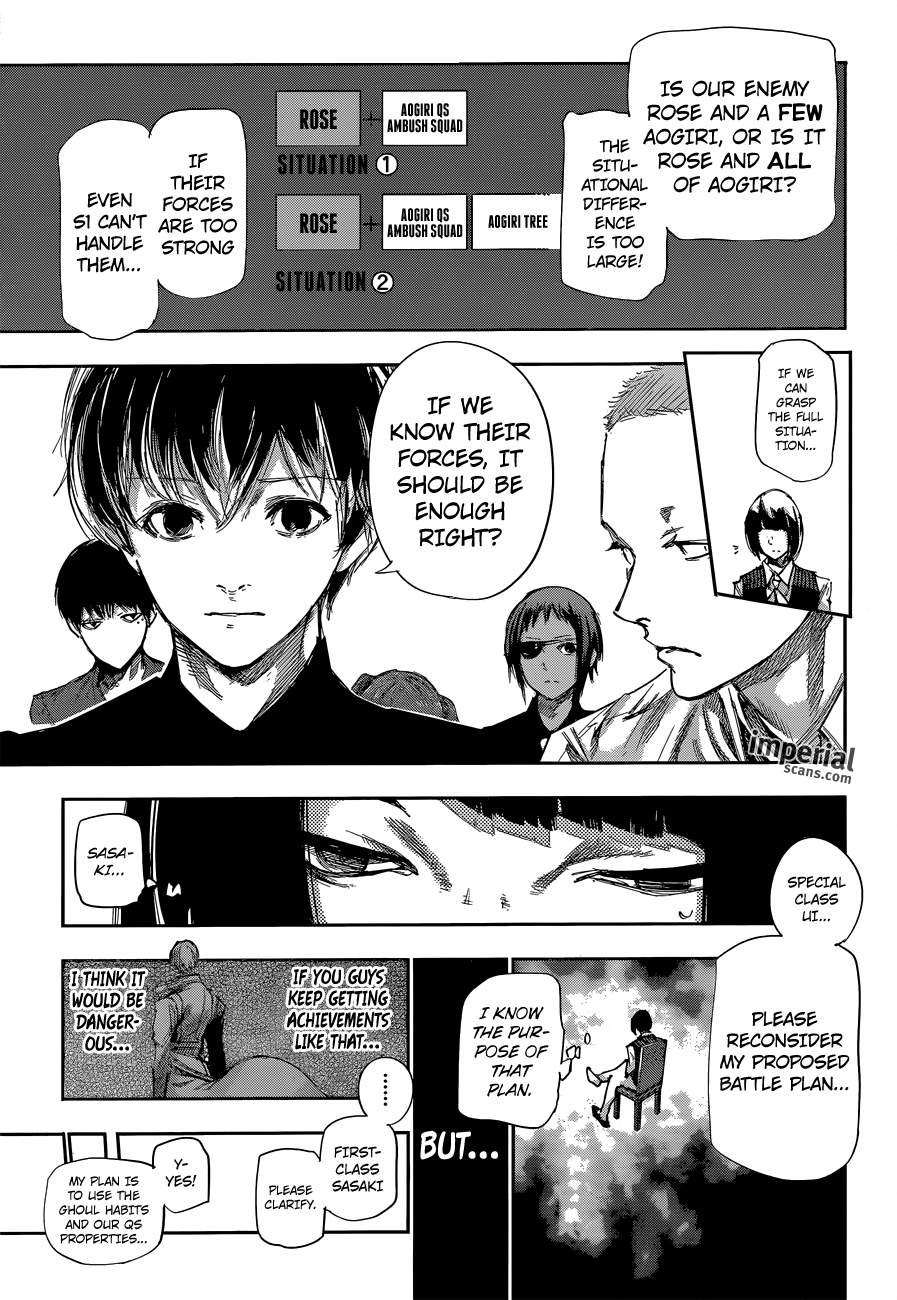 IS OUR ENEMY
ROSE AND A FEW
AOGIRI, OR IS IT
ROSE AND ALL
OF AOGIRI?
THE
SITU-
ATIONAL
DIFFER-
ENCE
IS TOO
LARGE!
ROSE + AOGIRI QS
AMBUSH SQUAD
SITUATION ①
ROSE + AOGIRI QS
AMBUSH SQUAD
AOGIRI TREE
SITUATION ②
IF
THEIR
FORCES
ARE TOO
STRONG
EVEN
S1 CAN'T
HANDLE
THEM...
IF WE
CAN
GRASP
THE FULL
SITUA-
TION...
IF WE
KNOW THEIR
FORCES, IT
SHOULD BE
ENOUGH
RIGHT?
imperial
scans.com
SPECIAL
CLASS
UI...
SASA-
KI...
PLEASE
RECONSIDER
MY PROPOSED
BATTLE PLAN...
I KNOW
THE PUR-
POSE OF
THAT
PLAN.
BUT...
IF YOU GUYS
KEEP GETTING
ACHIEVEMENTS
LIKE THAT...
I THINK IT
WOULD BE
DANGER-
OUS...
......
FIRST-
CLASS
SASAKI
PLEASE
CLARIFY.
Y-
YES!
MY PLAN IS
TO USE THE
GHOUL HABITS
AND OUR QS
PROPERTIES...